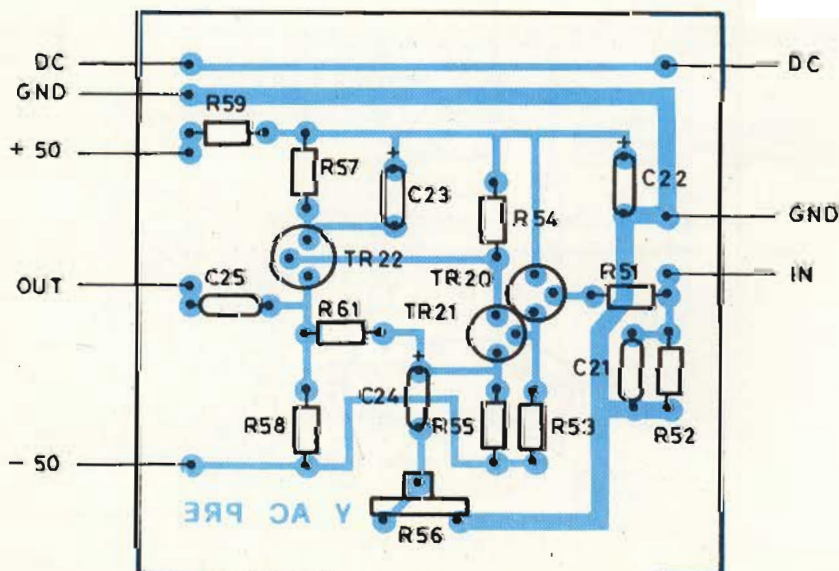 DC
DC
GND
R59
+ 50
R57
C23
C22
R54
GND
TR22
TR20
R51
IN
OUT
C25
TR21
R61
C21
C24
R58
R55
R53
R52
- 50
Y AC PRE
R56